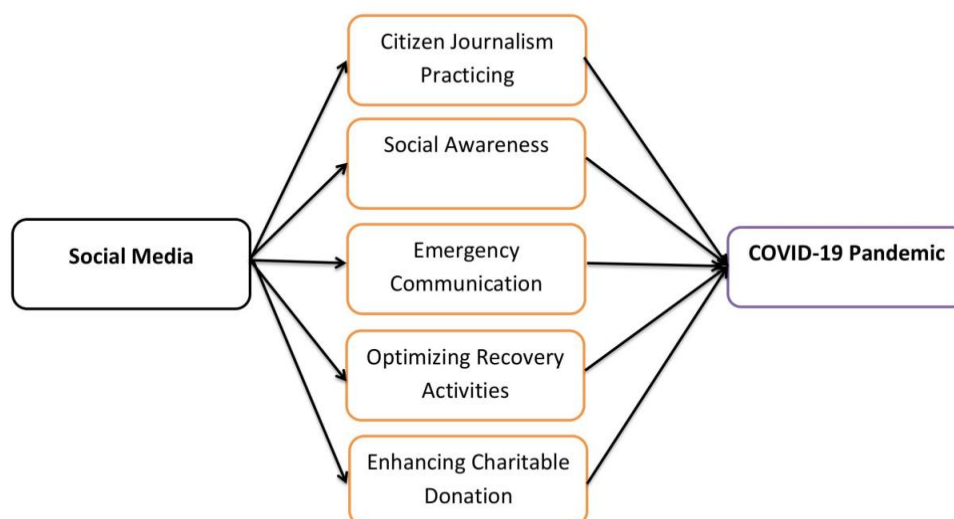 Citizen Journalism
Practicing
Social Awareness
Social Media
Emergency
Communication
COVID-19 Pandemic
Optimizing Recovery
Activities
Enhancing Charitable
Donation